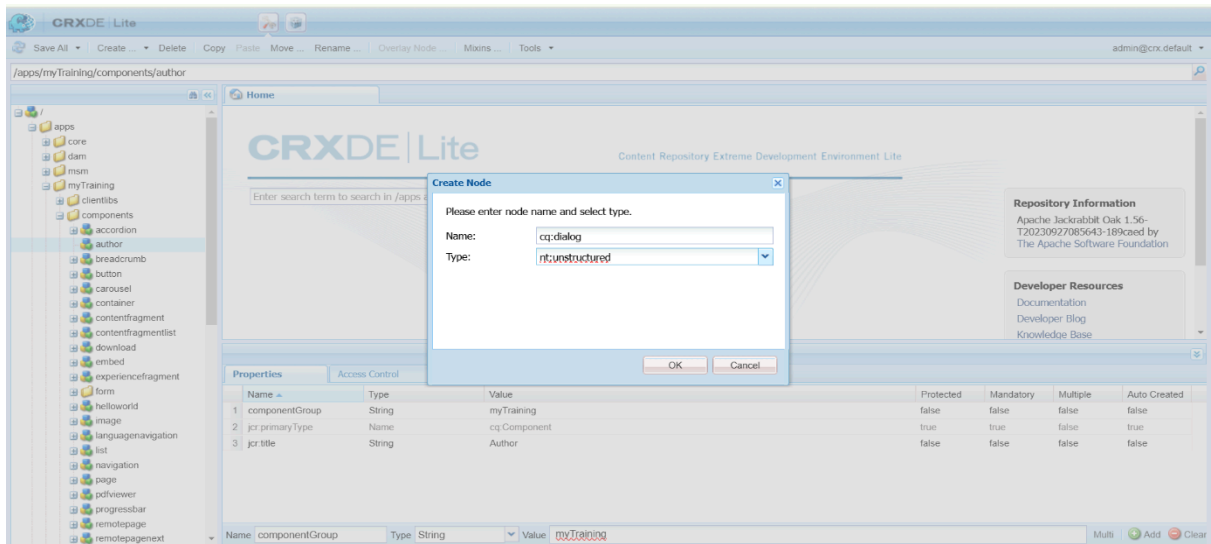 CRXDE | Lite
Save All Create ... Delete Copy Paste Move ... Rename ... Overlay Node ... Mixins ... Tools admin@crx.default
/apps/myTraining/components/author
Home
/
apps
core
dam
msm
myTraining
clientlibs
components
accordion
author
breadcrumb
button
carousel
container
contentfragment
contentfragmentlist
download
embed
experiencefragment
form
helloworld
image
languagenavigation
list
navigation
page
pdfviewer
progressbar
remotepage
remotepagenext
CRXDE | Lite
Content Repository Extreme Development Environment Lite
Enter search term to search in /apps
Repository Information
Apache Jackrabbit Oak 1.56-
T20230927085643-189caed by
The Apache Software Foundation
Developer Resources
Documentation
Developer Blog
Knowledge Base
Create Node
Please enter node name and select type.
Name: cq:dialog
Type: nt:unstructured
OK Cancel
Properties Access Control
Name Type Value Protected Mandatory Multiple Auto Created
1 componentGroup String myTraining false false false false
2 jcr:primaryType Name cq:Component true true false true
3 jcr:title String Author false false false false
Name componentGroup Type String Value myTraining Multi Add Clear